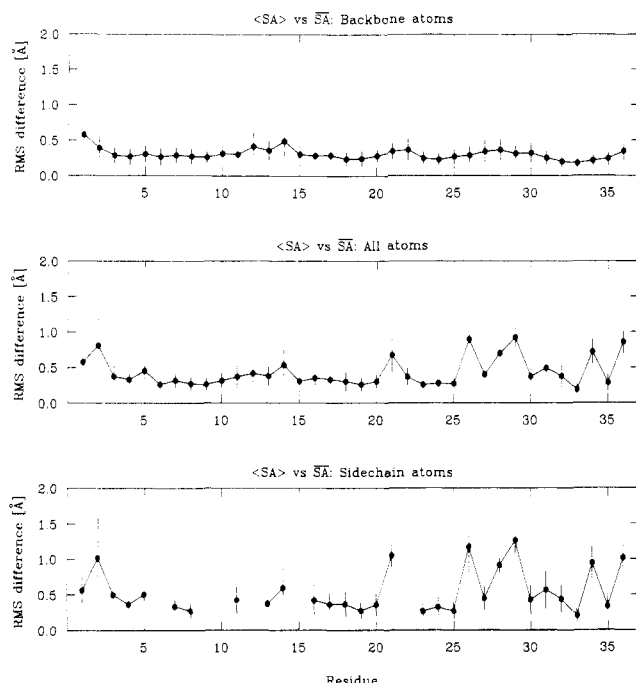 <SA> vs S̅A̅: Backbone atoms
RMS difference [Å]
2.0
1.5
1.0
0.5
0.0
5 10 15 20 25 30 35
<SA> vs S̅A̅: All atoms
RMS difference [Å]
2.0
1.5
1.0
0.5
0.0
5 10 15 20 25 30 35
<SA> vs S̅A̅: Sidechain atoms
RMS difference [Å]
2.0
1.5
1.0
0.5
0.0
5 10 15 20 25 30 35
Residue